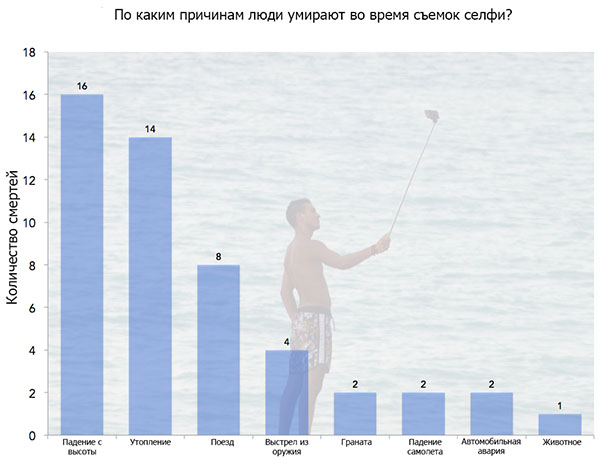 По каким причинам люди умирают во время съемок селфи?
Количество смертей
18
16
14
12
10
8
6
4
2
0
16
14
8
4
2
2
2
1
Падение с
высоты
Утопление
Поезд
Выстрел из
оружия
Граната
Падение
самолета
Автомобильная
авария
Животное